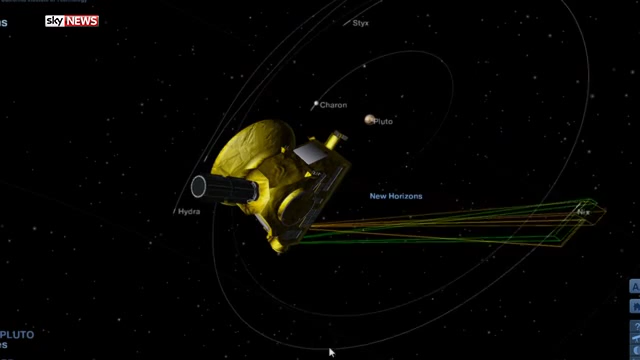 sky NEWS
Styx
Charon
Pluto
New Horizons
Hydra
Nix
PLUTO